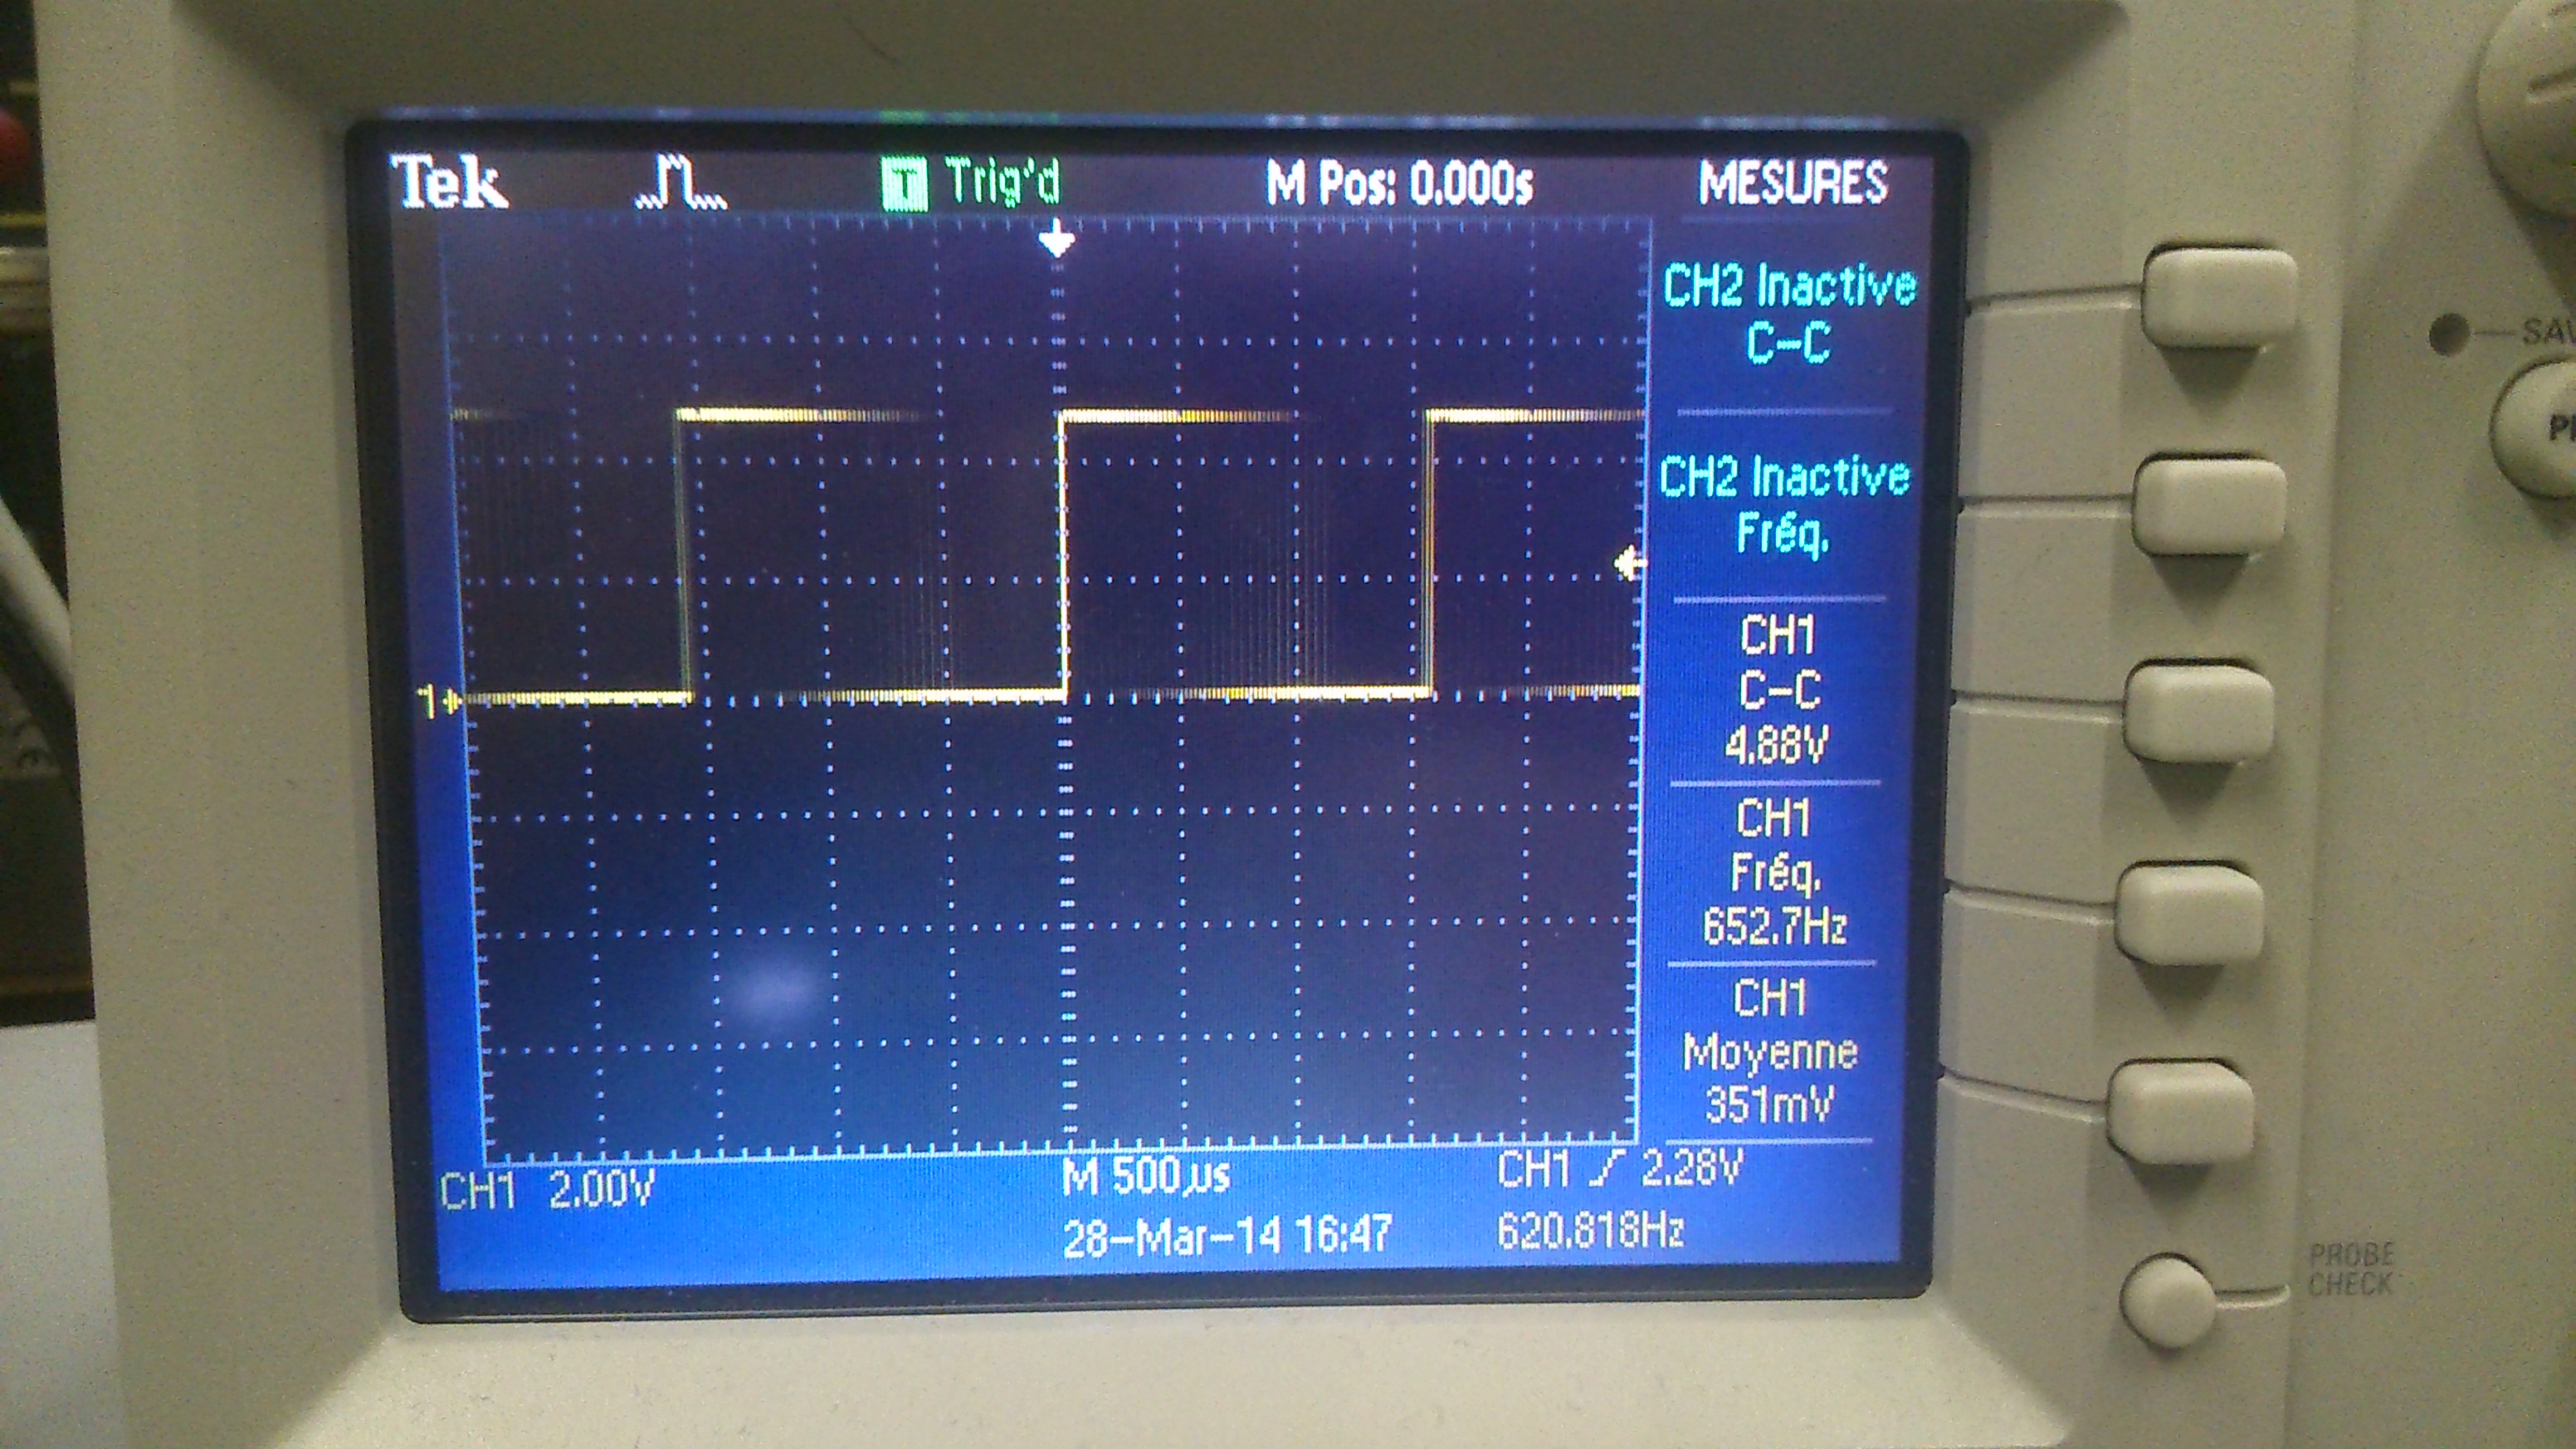 Tek Trig'd M Pos: 0.000s MESURES
CH2 Inactive
C-C
CH2 Inactive
Fréq.
CH1
C-C
4.88V
CH1
Fréq.
652.7Hz
CH1
Moyenne
351mV
1
CH1 2.00V M 500µs CH1 2.28V
28-Mar-14 16:47 620.818Hz
PROBE
CHECK